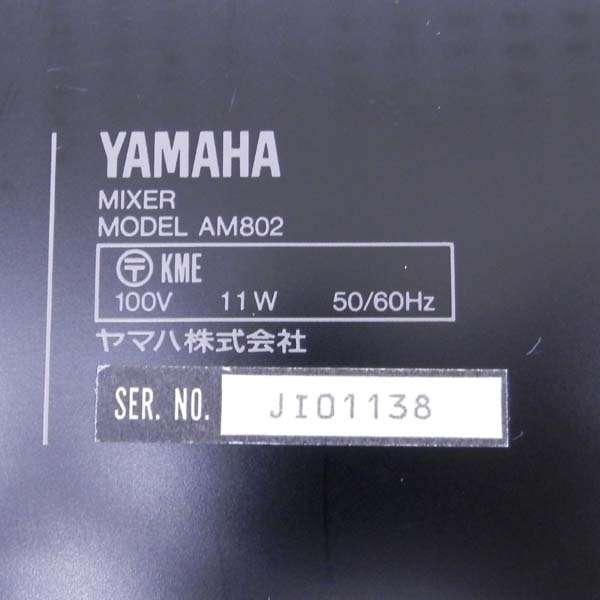 YAMAHA
MIXER
MODEL AM802
〒 KME
100V 11W 50/60Hz
ヤマハ株式会社
SER. NO. JI01138